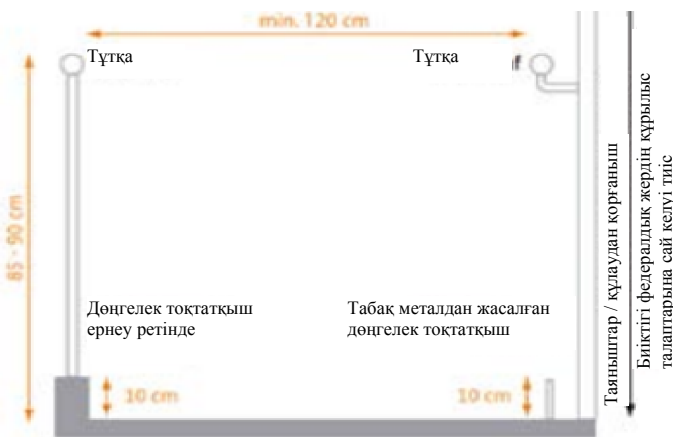 min. 120 cm
Тұтқа
Тұтқа
f
85 - 90 cm
Дөңгелек тоқтатқыш
ернеу ретінде
Табақ металдан жасалған
дөңгелек тоқтатқыш
10 cm
10 cm
Таяныштар / құлаудан қорғаныш
Биіктігі федералдық жердің құрылыс
талаптарына сай келуі тиіс